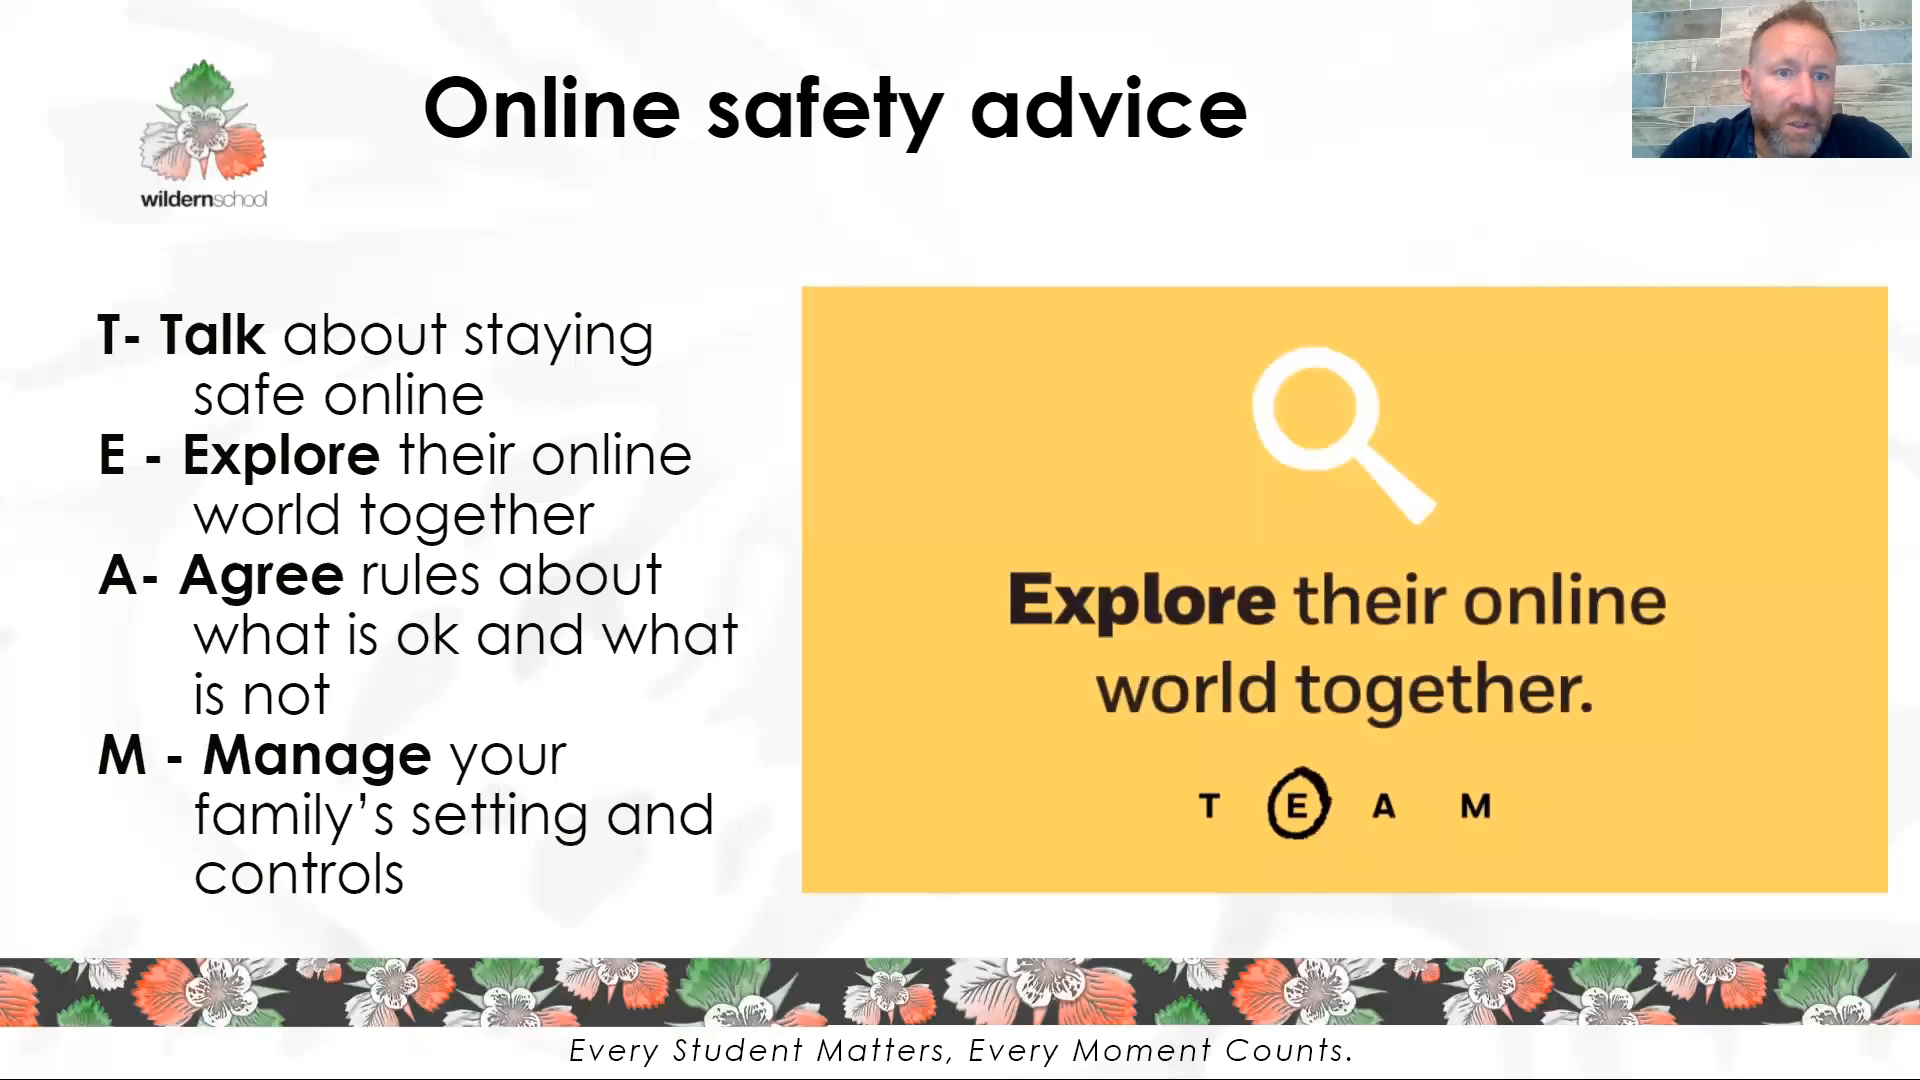 Online safety advice
wildernschool
T- Talk about staying
safe online
E - Explore their online
world together
A- Agree rules about
what is ok and what
is not
M - Manage your
family’s setting and
controls
Explore their online
world together.
T E A M
Every Student Matters, Every Moment Counts.